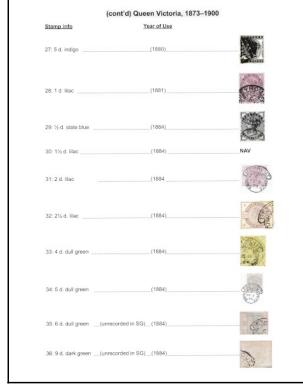 (cont'd) Queen Victoria, 1873–1900
Stamp info Year of Use
27: 5 d. indigo (1880)
28: 1 d. lilac (1881)
29: ½ d. slate blue (1884)
30: 1½ d. lilac (1884) NAV
31: 2 d. lilac (1884
32: 2½ d. lilac (1884)
33: 4 d. dull green (1884)
34: 5 d. dull green (1884)
35: 6 d. dull green (unrecorded in SG) (1884)
36: 9 d. dark green (unrecorded in SG) (1884)